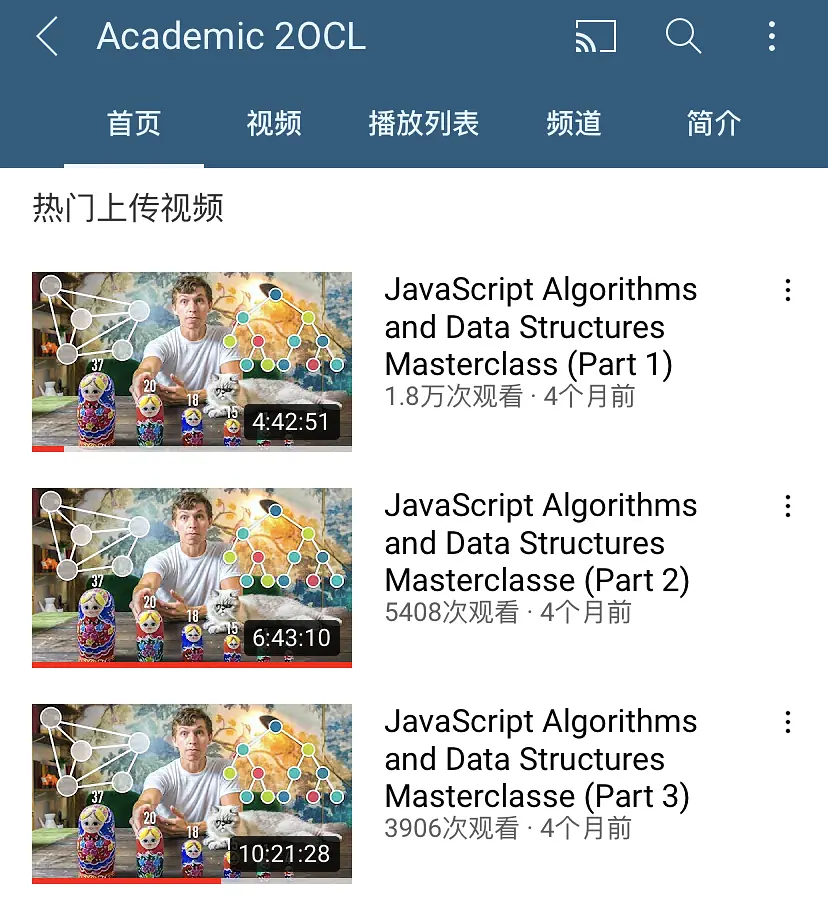 Academic 2OCL
首页 视频 播放列表 频道 简介
热门上传视频
37
20
18
15
4:42:51
JavaScript Algorithms
and Data Structures
Masterclass (Part 1)
1.8万次观看 · 4个月前
37
20
18
15
6:43:10
JavaScript Algorithms
and Data Structures
Masterclasse (Part 2)
5408次观看 · 4个月前
37
20
18
10:21:28
JavaScript Algorithms
and Data Structures
Masterclasse (Part 3)
3906次观看 · 4个月前